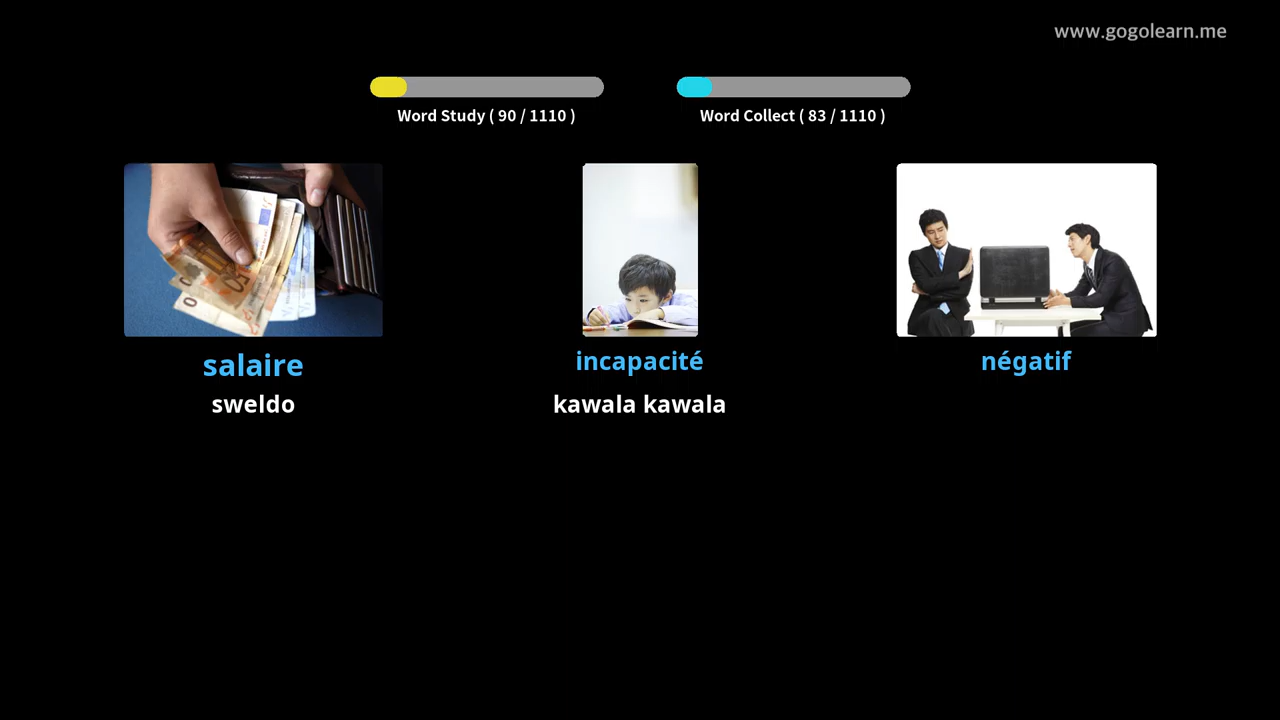 www.gogolearn.me
Word Study ( 90 / 1110 )
Word Collect ( 83 / 1110 )
salaire
incapacité
négatif
sweldo
kawala kawala